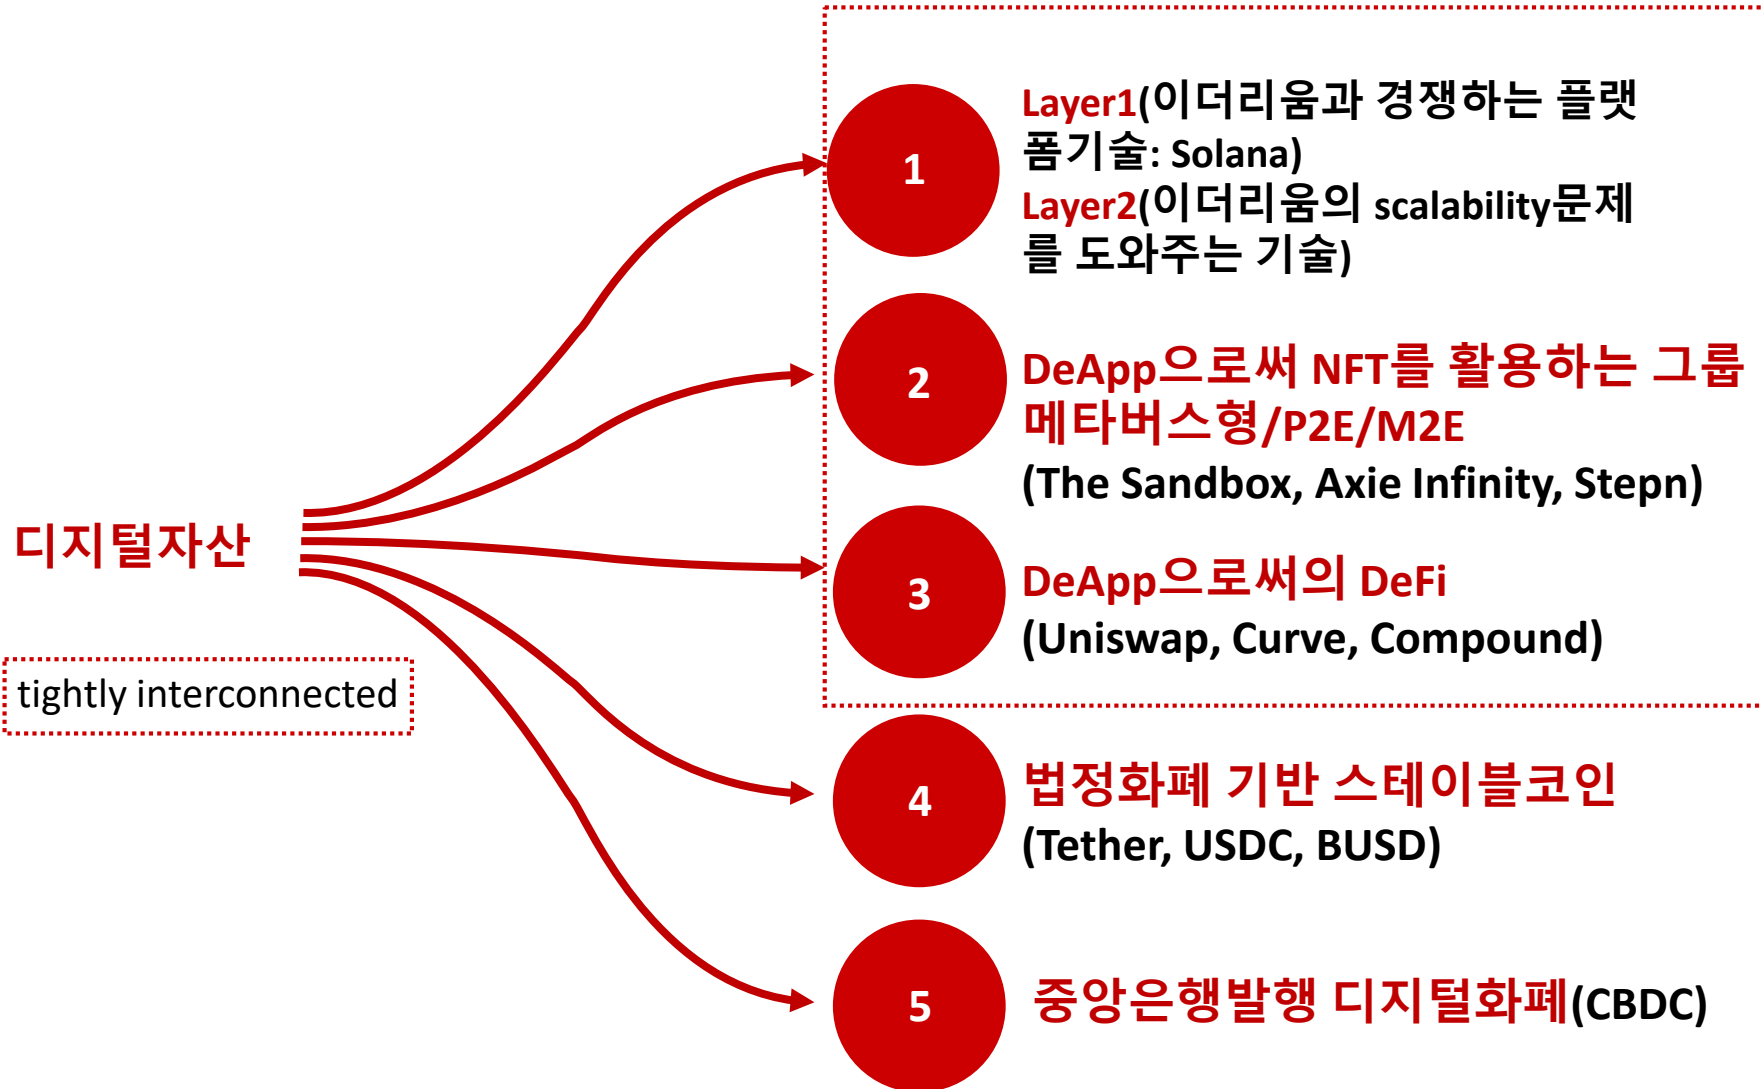 디지털자산
tightly interconnected
1
Layer1(이더리움과 경쟁하는 플랫
폼기술: Solana)
Layer2(이더리움의 scalability문제
를 도와주는 기술)
2
DeApp으로써 NFT를 활용하는 그룹
메타버스형/P2E/M2E
(The Sandbox, Axie Infinity, Stepn)
3
DeApp으로써의 DeFi
(Uniswap, Curve, Compound)
4
법정화폐 기반 스테이블코인
(Tether, USDC, BUSD)
5
중앙은행발행 디지털화폐(CBDC)